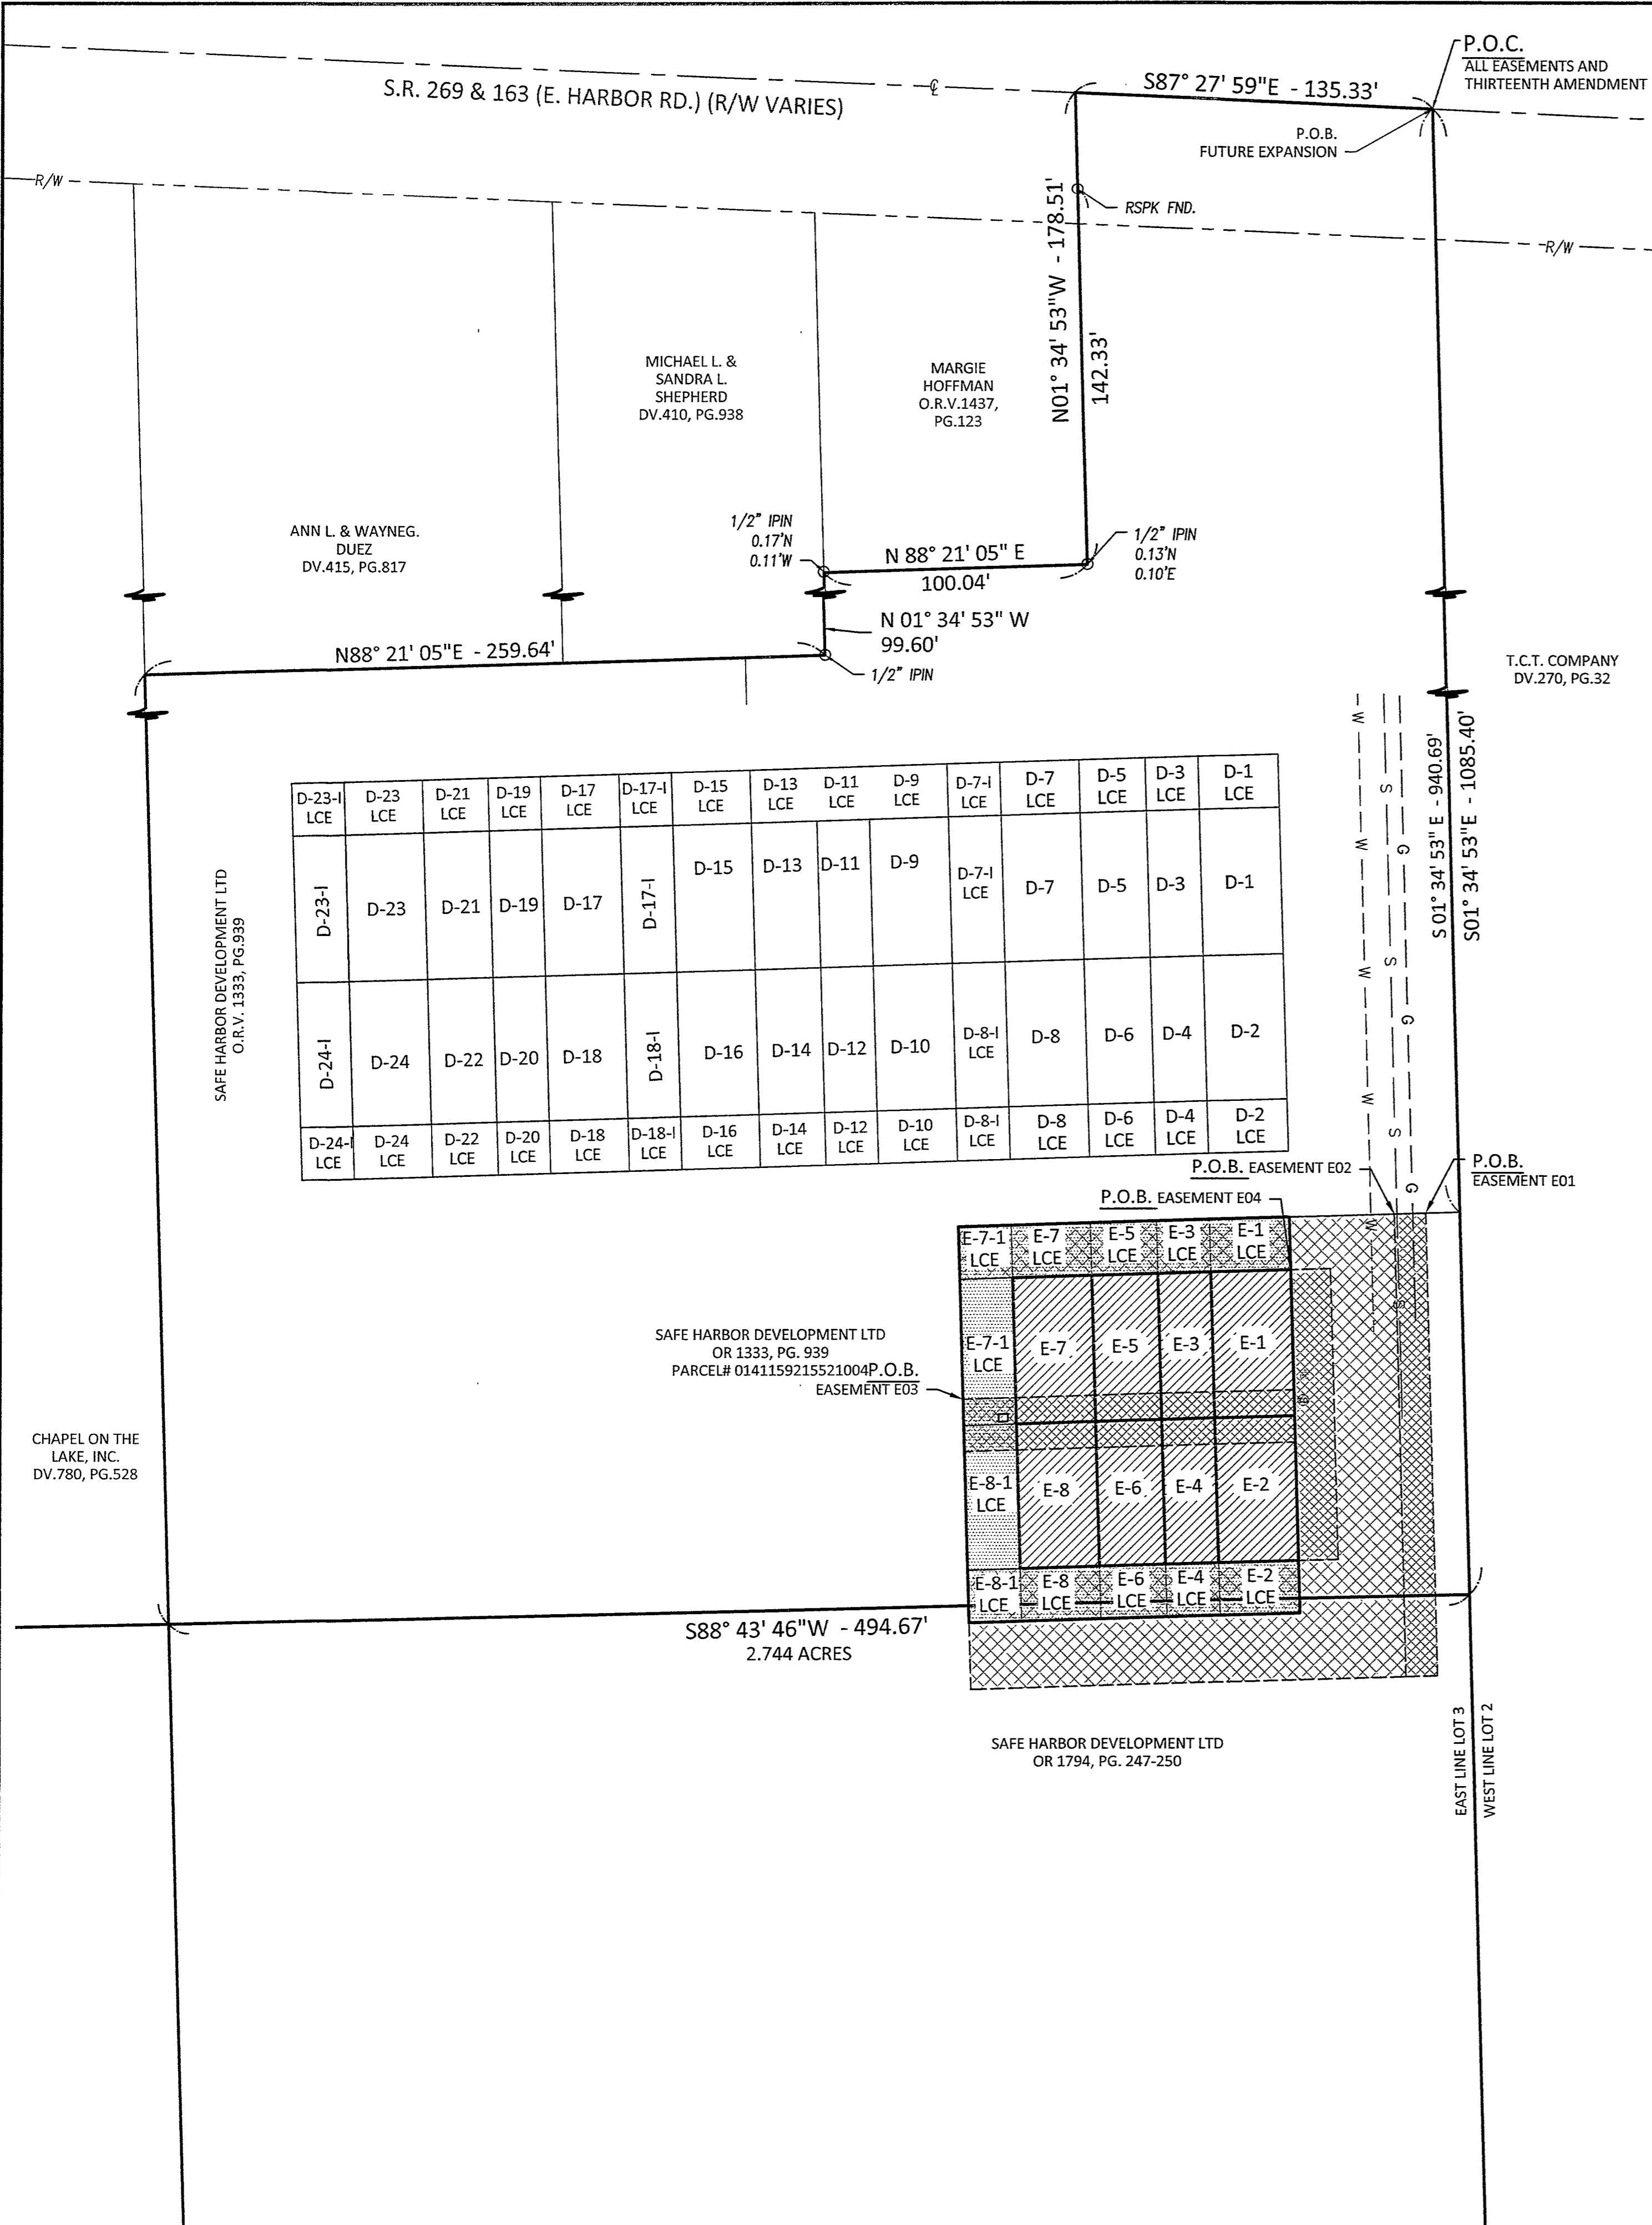 P.O.C.
ALL EASEMENTS AND
THIRTEENTH AMENDMENT
S.R. 269 & 163 (E. HARBOR RD.) (R/W VARIES)
S87° 27' 59"E - 135.33'
P.O.B.
FUTURE EXPANSION
R/W
RSPK FND.
R/W
N01° 34' 53"W - 178.51'
142.33'
MICHAEL L. &
SANDRA L.
SHEPHERD
DV.410, PG.938
MARGIE
HOFFMAN
O.R.V.1437,
PG.123
ANN L. & WAYNEG.
DUEZ
DV.415, PG.817
1/2" IPIN
0.17'N
0.11'W
N 88° 21' 05" E
100.04'
1/2" IPIN
0.13'N
0.10'E
N 01° 34' 53" W
99.60'
N88° 21' 05"E - 259.64'
1/2" IPIN
T.C.T. COMPANY
DV.270, PG.32
S 01° 34' 53" E - 940.69'
S01° 34' 53"E - 1085.40'
W W W W W
S S S S
G G G
SAFE HARBOR DEVELOPMENT LTD
O.R.V. 1333, PG.939
D-23-I D-23 D-21 D-19 D-17 D-17-I D-15 D-13 D-11 D-9 D-7-I D-7 D-5 D-3 D-1
LCE LCE LCE LCE LCE LCE LCE LCE LCE LCE LCE LCE LCE LCE LCE
D-23-I D-23 D-21 D-19 D-17 D-17-I D-15 D-13 D-11 D-9 D-7-I D-7 D-5 D-3 D-1
LCE
D-24-I D-24 D-22 D-20 D-18 D-18-I D-16 D-14 D-12 D-10 D-8-I D-8 D-6 D-4 D-2
LCE
D-24-I D-24 D-22 D-20 D-18 D-18-I D-16 D-14 D-12 D-10 D-8-I D-8 D-6 D-4 D-2
LCE LCE LCE LCE LCE LCE LCE LCE LCE LCE LCE LCE LCE LCE LCE
P.O.B. EASEMENT E02
P.O.B.
EASEMENT E01
P.O.B. EASEMENT E04
E-7-1 E-7 E-5 E-3 E-1
LCE LCE LCE LCE LCE
E-7-1 E-7 E-5 E-3 E-1
LCE
SAFE HARBOR DEVELOPMENT LTD
OR 1333, PG. 939
PARCEL# 0141159215521004
P.O.B.
EASEMENT E03
E-8-1 E-8 E-6 E-4 E-2
LCE
E-8-1 E-8 E-6 E-4 E-2
LCE LCE LCE LCE LCE
CHAPEL ON THE
LAKE, INC.
DV.780, PG.528
S88° 43' 46"W - 494.67'
2.744 ACRES
SAFE HARBOR DEVELOPMENT LTD
OR 1794, PG. 247-250
EAST LINE LOT 3
WEST LINE LOT 2